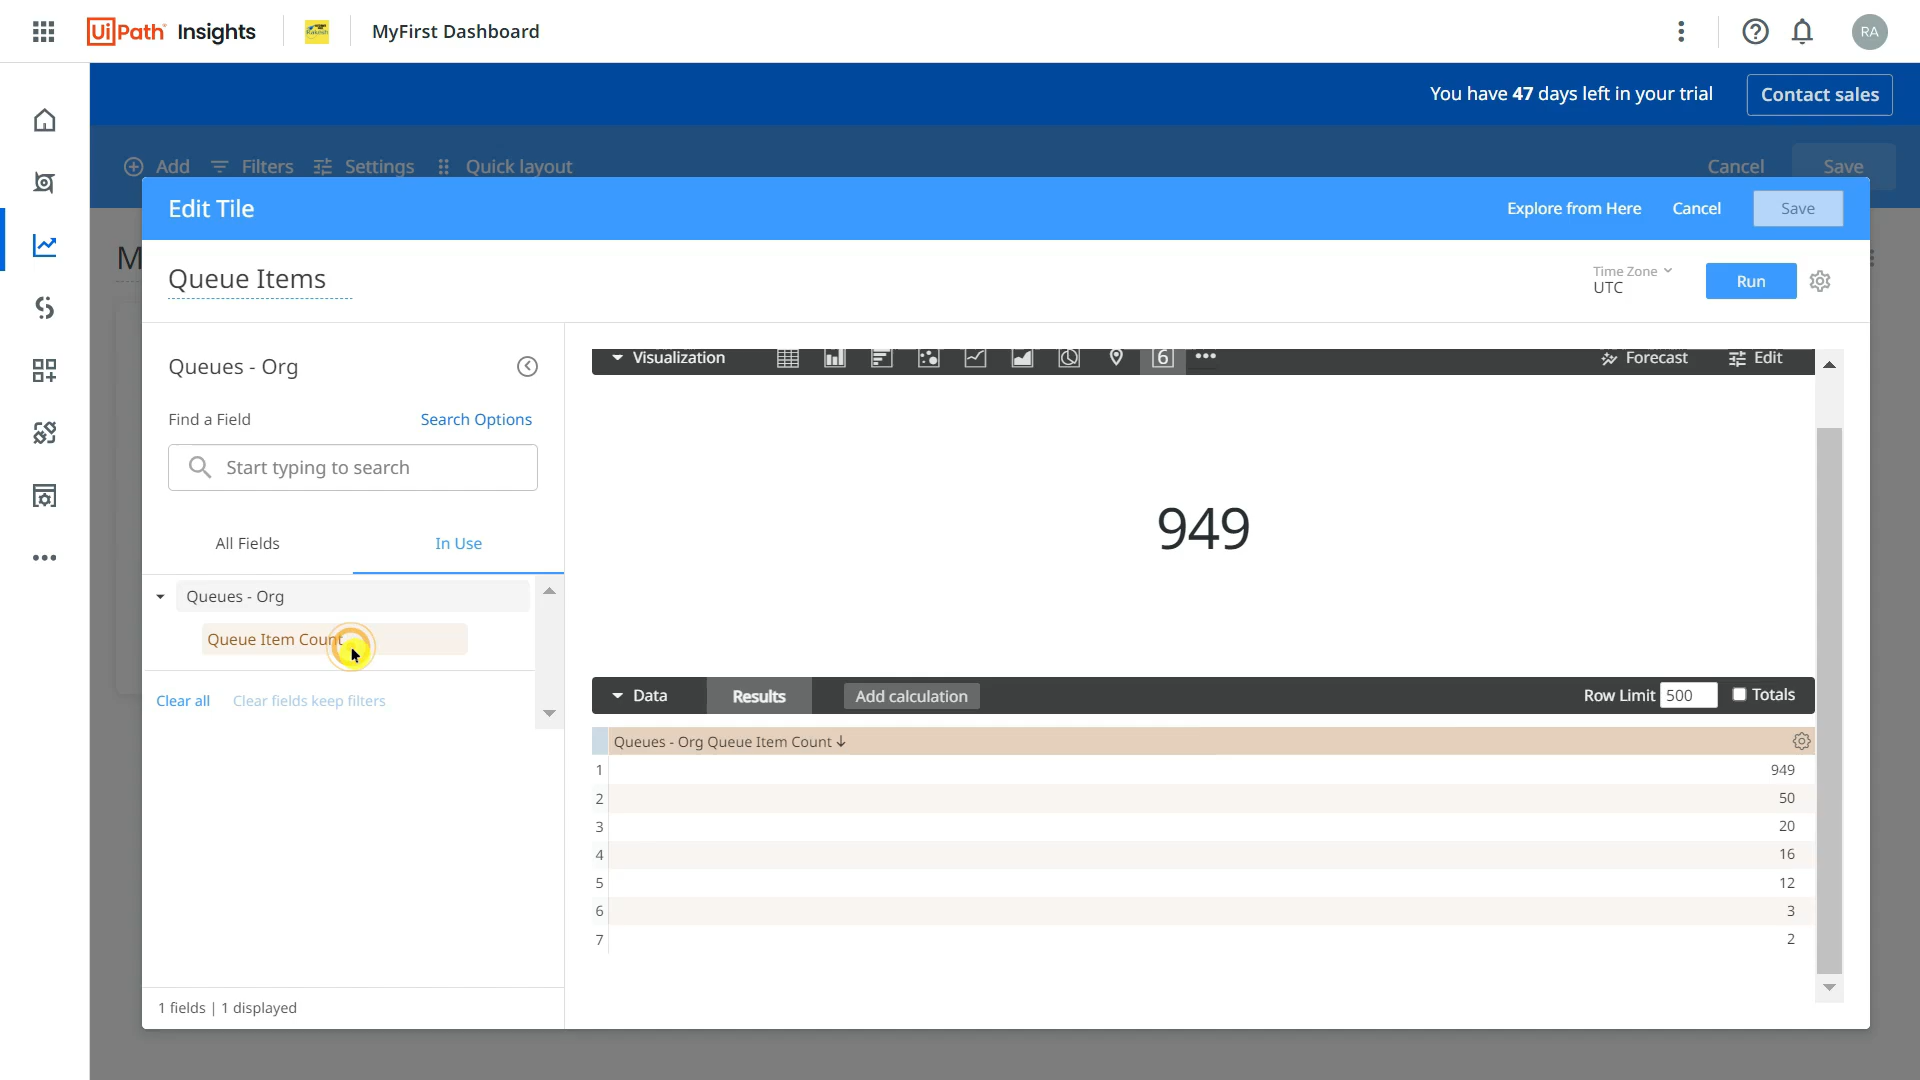 UiPath Insights
MyFirst Dashboard
RA
You have 47 days left in your trial
Contact sales
Add
Filters
Settings
Quick layout
Cancel
Save
Edit Tile
Explore from Here
Cancel
Save
M
Queue Items
Time Zone
UTC
Run
Queues - Org
Find a Field
Search Options
Start typing to search
All Fields
In Use
Queues - Org
Queue Item Count
Clear all
Clear fields keep filters
1 fields | 1 displayed
Visualization
6
Forecast
Edit
949
Data
Results
Add calculation
Row Limit 500
Totals
Queues - Org Queue Item Count
1 949
2 50
3 20
4 16
5 12
6 3
7 2